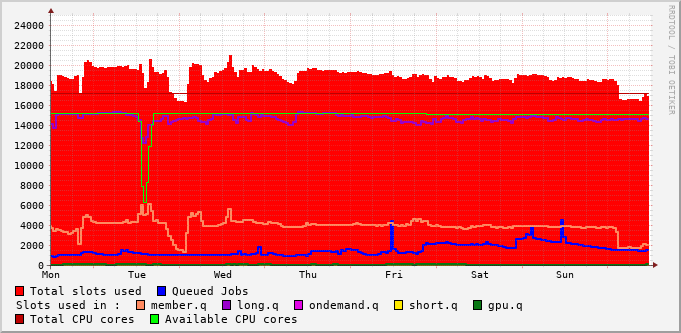 24000
22000
20000
18000
16000
14000
12000
10000
8000
6000
4000
2000
0
Mon Tue Wed Thu Fri Sat Sun
RRDTOOL / TOBI OETIKER
Total slots used Queued Jobs
Slots used in : member.q long.q ondemand.q short.q gpu.q
Total CPU cores Available CPU cores